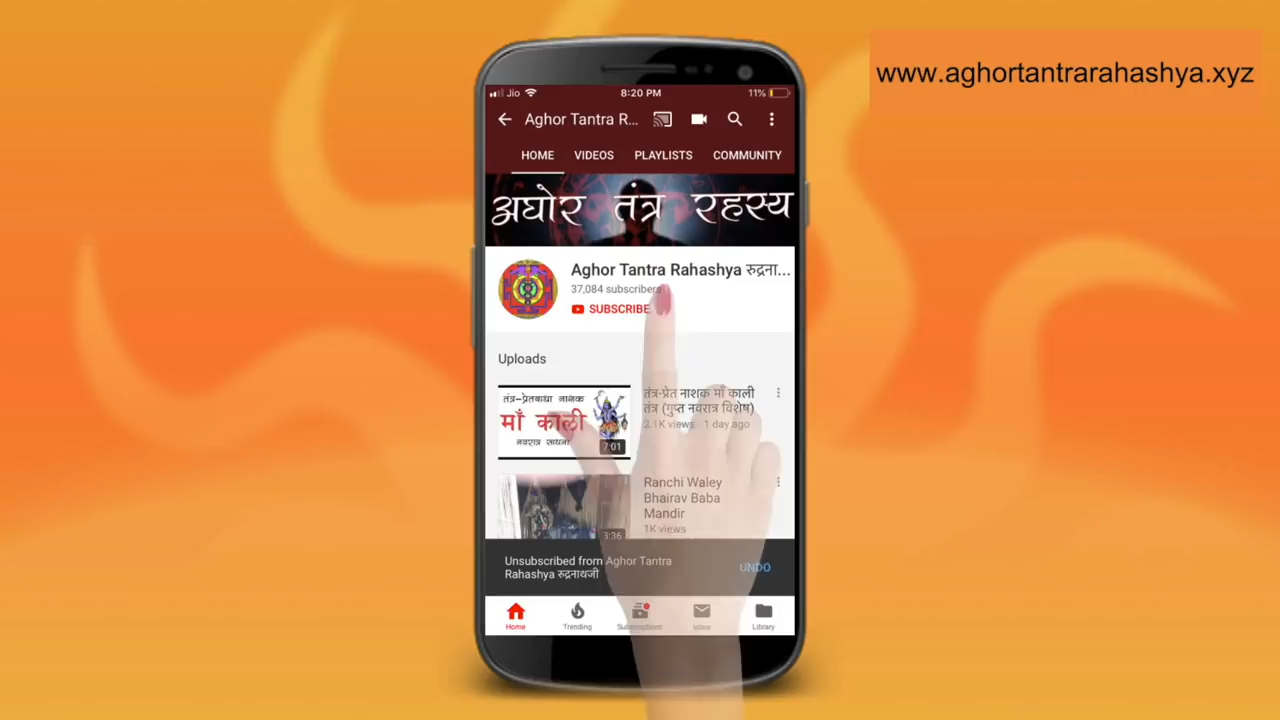 www.aghortantrarahashya.xyz
Jio 8:20 PM 11%
Aghor Tantra R...
HOME VIDEOS PLAYLISTS COMMUNITY
अघोर तंत्र रहस्य
Aghor Tantra Rahashya रुद्रना...
37,084 subscribers
SUBSCRIBE
Uploads
तंत्र-प्रेतबाधा नाशक
माँ काली
नवरात्र साधना
7:01
तंत्र-प्रेत नाशक माँ काली
तंत्र (गुप्त नवरात्र विशेष)
2.1K views 1 day ago
Ranchi Waley
Bhairav Baba
Mandir
1K views
3:36
Unsubscribed from Aghor Tantra
Rahashya रुद्रनाथजी
UNDO
Home Trending Subscriptions Inbox Library